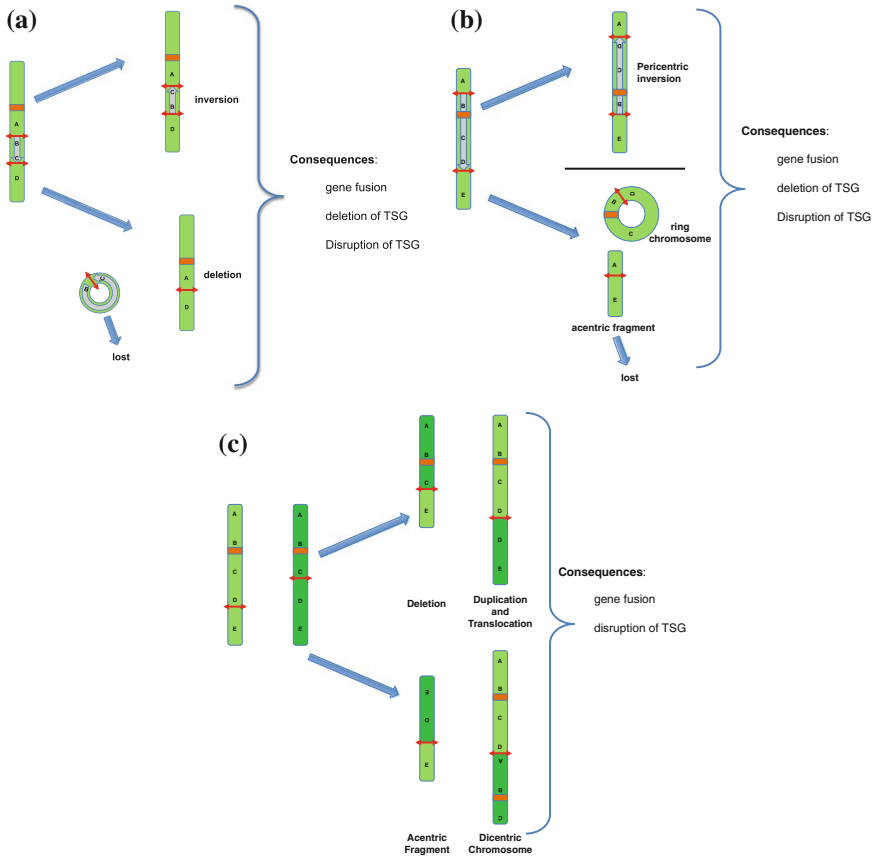 (a)
A
B
C
D
A
C
B
D
inversion
A
D
deletion
B
C
lost
Consequences:
gene fusion
deletion of TSG
Disruption of TSG
(b)
A
B
C
D
E
A
D
C
B
E
Pericentric
inversion
B
D
C
ring
chromosome
A
E
acentric fragment
lost
Consequences:
gene fusion
deletion of TSG
Disruption of TSG
(c)
A
B
C
D
E
A
B
C
D
E
A
B
C
E
Deletion
A
B
C
D
D
E
Duplication
and
Translocation
E
D
E
Acentric
Fragment
A
B
C
D
A
B
C
Dicentric
Chromosome
Consequences:
gene fusion
disruption of TSG